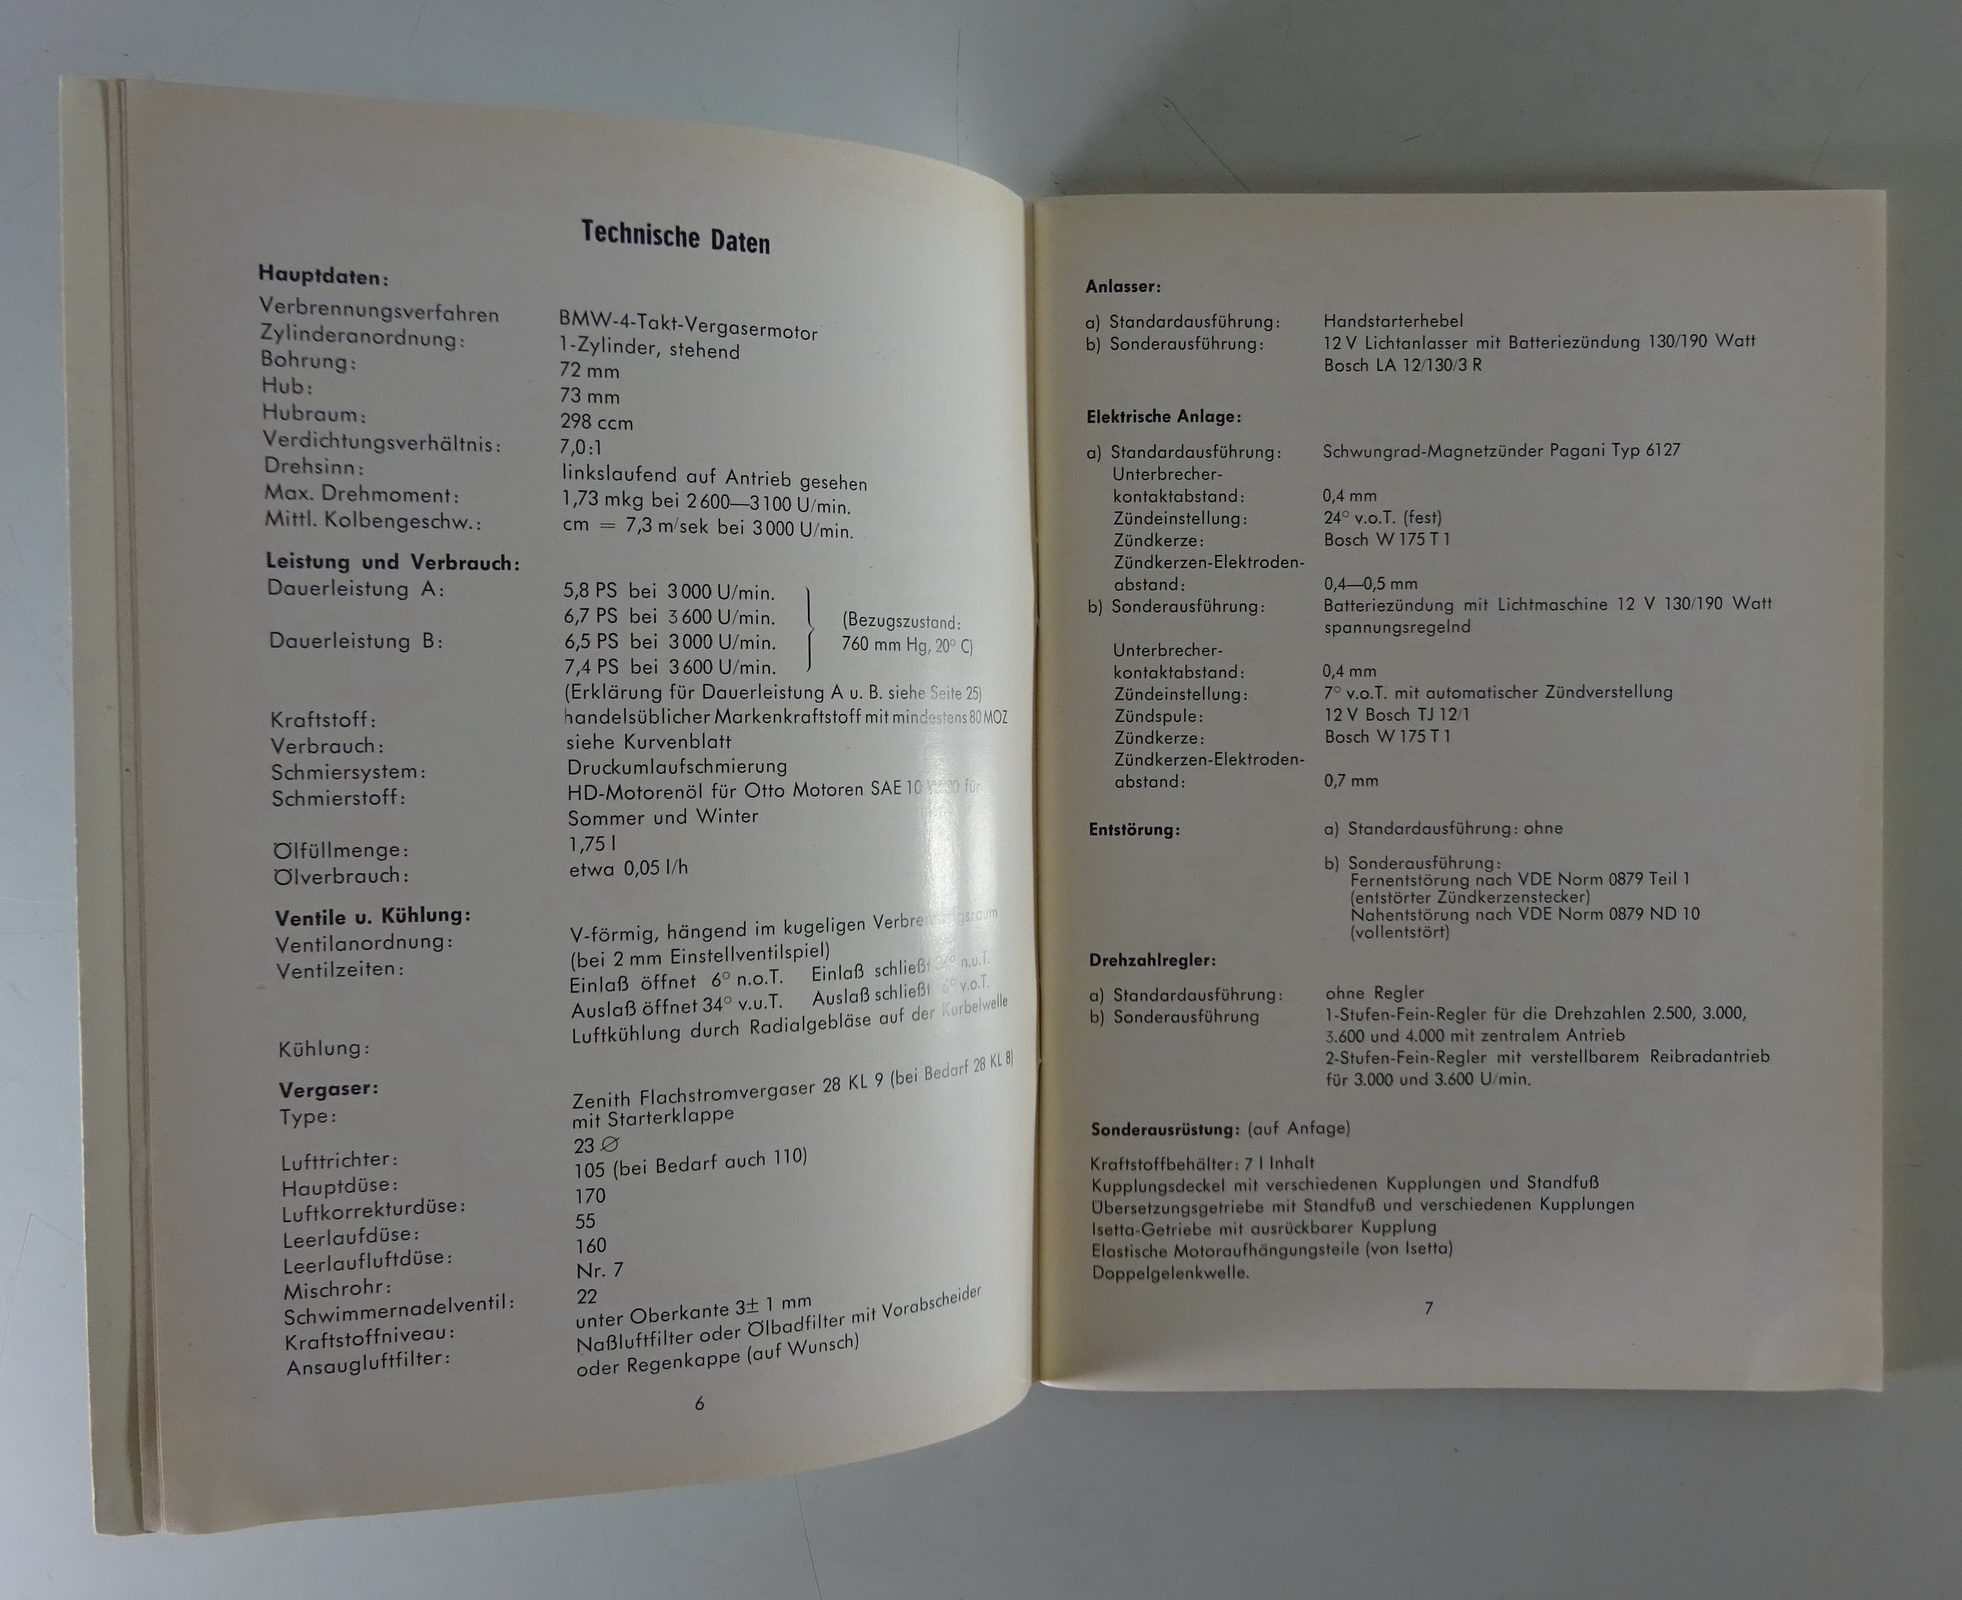 Technische Daten
Hauptdaten:
Verbrennungsverfahren BMW-4-Takt-Vergasermotor
Zylinderanordnung: 1-Zylinder, stehend
Bohrung: 72 mm
Hub: 73 mm
Hubraum: 298 ccm
Verdichtungsverhältnis: 7,0:1
Drehsinn: linkslaufend auf Antrieb gesehen
Max. Drehmoment: 1,73 mkg bei 2600—3100 U/min.
Mittl. Kolbengeschw.: cm = 7,3 m/sek bei 3000 U/min.
Leistung und Verbrauch:
Dauerleistung A: 5,8 PS bei 3000 U/min.
6,7 PS bei 3600 U/min.
Dauerleistung B: 6,5 PS bei 3000 U/min.
7,4 PS bei 3600 U/min.
(Bezugszustand:
760 mm Hg, 20° C)
(Erklärung für Dauerleistung A u. B. siehe Seite 25)
Kraftstoff: handelsüblicher Markenkraftstoff mit mindestens 80 MOZ
Verbrauch: siehe Kurvenblatt
Schmiersystem: Druckumlaufschmierung
Schmierstoff: HD-Motorenöl für Otto Motoren SAE 10 für
Sommer und Winter
Ölfüllmenge: 1,75 l
Ölverbrauch: etwa 0,05 l/h
Ventile u. Kühlung:
Ventilanordnung: V-förmig, hängend im kugeligen Verbrennungsraum
Ventilzeiten: (bei 2 mm Einstellventilspiel)
Einlaß öffnet 6° n.o.T. Einlaß schließt n.u.T.
Auslaß öffnet 34° v.u.T. Auslaß schließt v.o.T.
Kühlung: Luftkühlung durch Radialgebläse auf der Kurbelwelle
Vergaser:
Type: Zenith Flachstromvergaser 28 KL 9 (bei Bedarf 28 KL 8)
mit Starterklappe
Lufttrichter: 23 ∅
Hauptdüse: 105 (bei Bedarf auch 110)
Luftkorrekturdüse: 170
Leerlaufdüse: 55
Leerlaufluftdüse: 160
Mischrohr: Nr. 7
Schwimmernadelventil: 22
Kraftstoffniveau: unter Oberkante 3± 1 mm
Ansaugluftfilter: Naßluftfilter oder Ölbadfilter mit Vorabscheider
oder Regenkappe (auf Wunsch)
6
Anlasser:
a) Standardausführung: Handstarterhebel
b) Sonderausführung: 12 V Lichtanlasser mit Batteriezündung 130/190 Watt
Bosch LA 12/130/3 R
Elektrische Anlage:
a) Standardausführung: Schwungrad-Magnetzünder Pagani Typ 6127
Unterbrecher-
kontaktabstand: 0,4 mm
Zündeinstellung: 24° v.o.T. (fest)
Zündkerze: Bosch W 175 T 1
Zündkerzen-Elektroden-
abstand: 0,4—0,5 mm
b) Sonderausführung: Batteriezündung mit Lichtmaschine 12 V 130/190 Watt
spannungsregelnd
Unterbrecher-
kontaktabstand: 0,4 mm
Zündeinstellung: 7° v.o.T. mit automatischer Zündverstellung
Zündspule: 12 V Bosch TJ 12/1
Zündkerze: Bosch W 175 T 1
Zündkerzen-Elektroden-
abstand: 0,7 mm
Entstörung: a) Standardausführung: ohne
b) Sonderausführung:
Fernentstörung nach VDE Norm 0879 Teil 1
(entstörter Zündkerzenstecker)
Nahentstörung nach VDE Norm 0879 ND 10
(vollentstört)
Drehzahlregler:
a) Standardausführung: ohne Regler
b) Sonderausführung 1-Stufen-Fein-Regler für die Drehzahlen 2.500, 3.000,
3.600 und 4.000 mit zentralem Antrieb
2-Stufen-Fein-Regler mit verstellbarem Reibradantrieb
für 3.000 und 3.600 U/min.
Sonderausrüstung: (auf Anfage)
Kraftstoffbehälter: 7 l Inhalt
Kupplungsdeckel mit verschiedenen Kupplungen und Standfuß
Übersetzungsgetriebe mit Standfuß und verschiedenen Kupplungen
Isetta-Getriebe mit ausrückbarer Kupplung
Elastische Motoraufhängungsteile (von Isetta)
Doppelgelenkwelle.
7